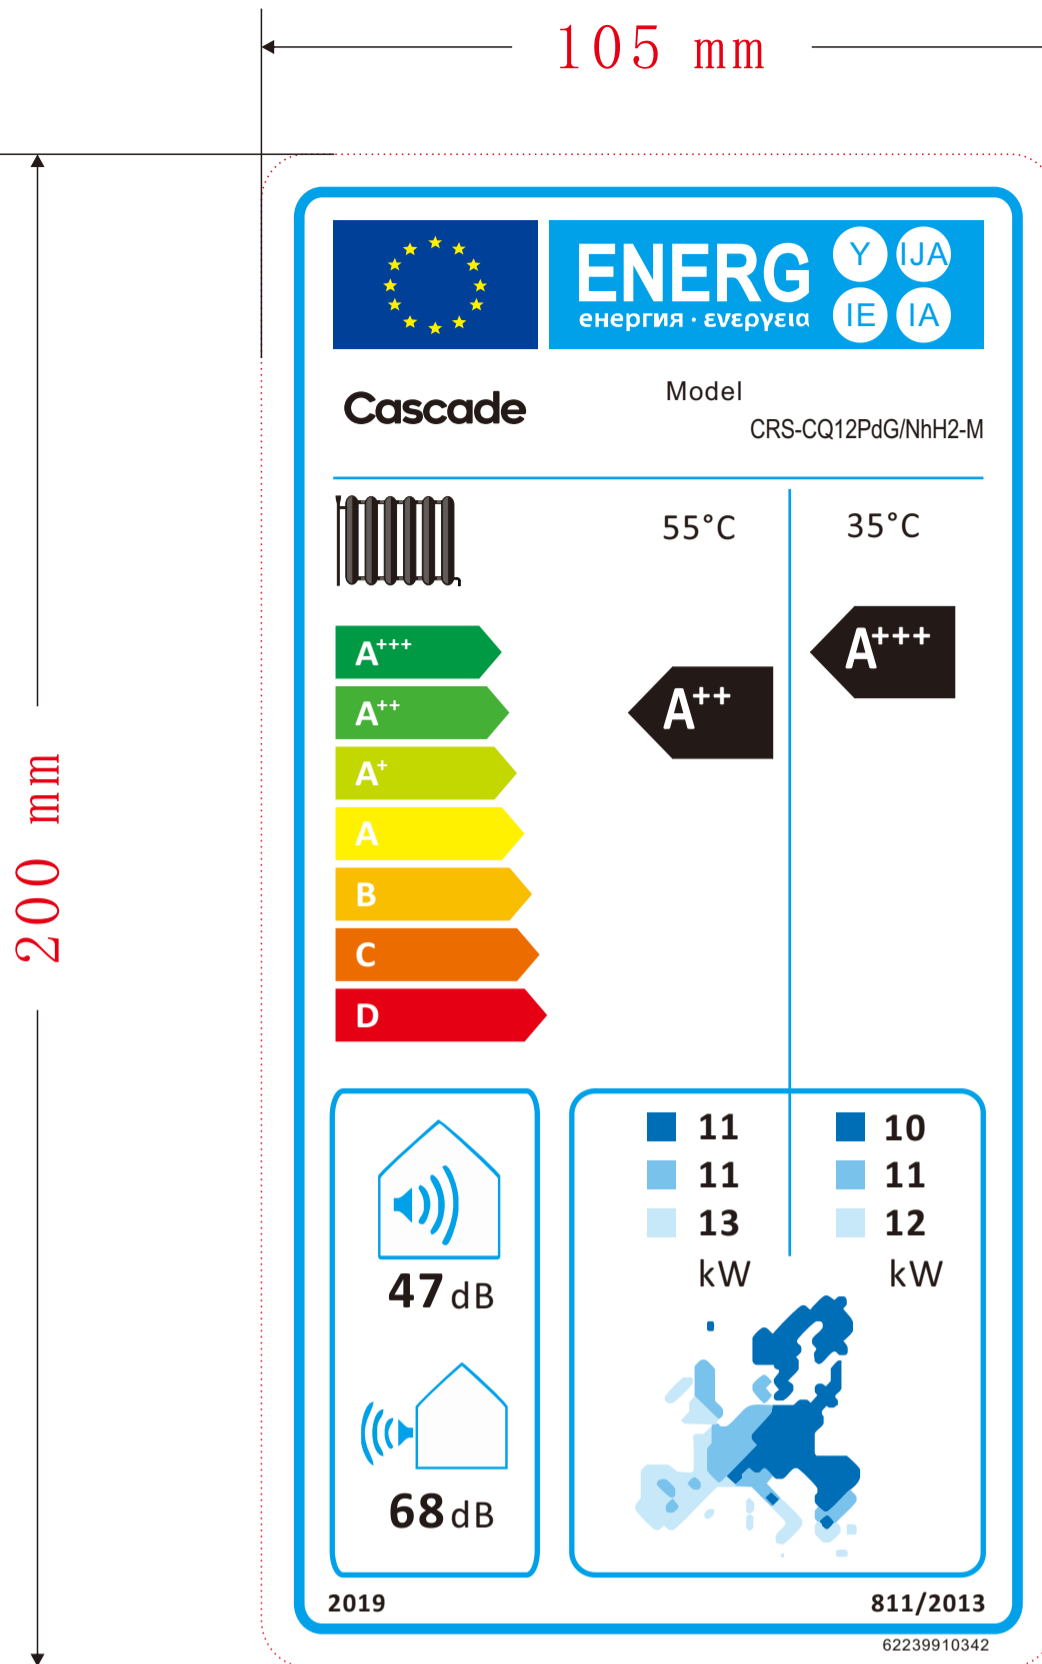 105 mm
200 mm
ENERG
енергия · ενεργεια
Y IJA
IE IA
Cascade
Model
CRS-CQ12PdG/NhH2-M
55°C 35°C
A+++
A++
A+
A
B
C
D
A++
A+++
47 dB
68 dB
11 10
11 11
13 12
kW kW
2019 811/2013
62239910342